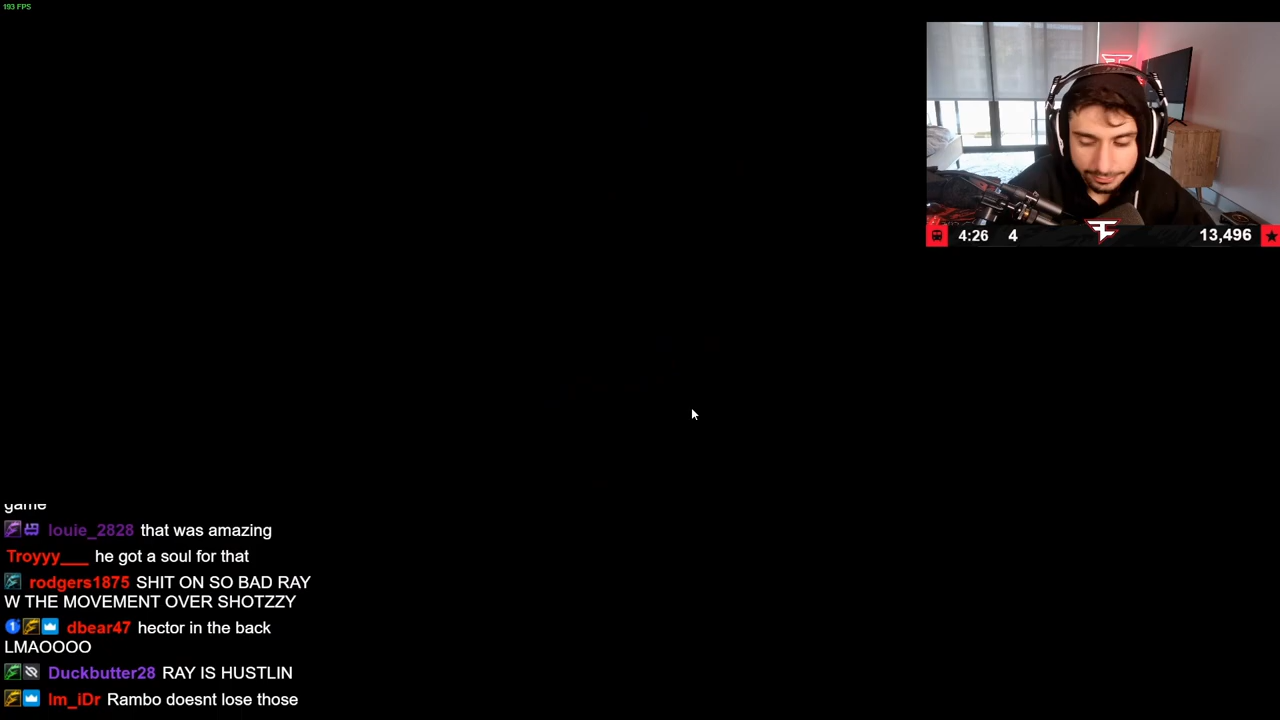 193 FPS
4:26 4 13,496
game
louie_2828 that was amazing
Troyyy___ he got a soul for that
rodgers1875 SHIT ON SO BAD RAY
W THE MOVEMENT OVER SHOTZZY
dbear47 hector in the back
LMAOOOO
Duckbutter28 RAY IS HUSTLIN
Im_iDr Rambo doesnt lose those